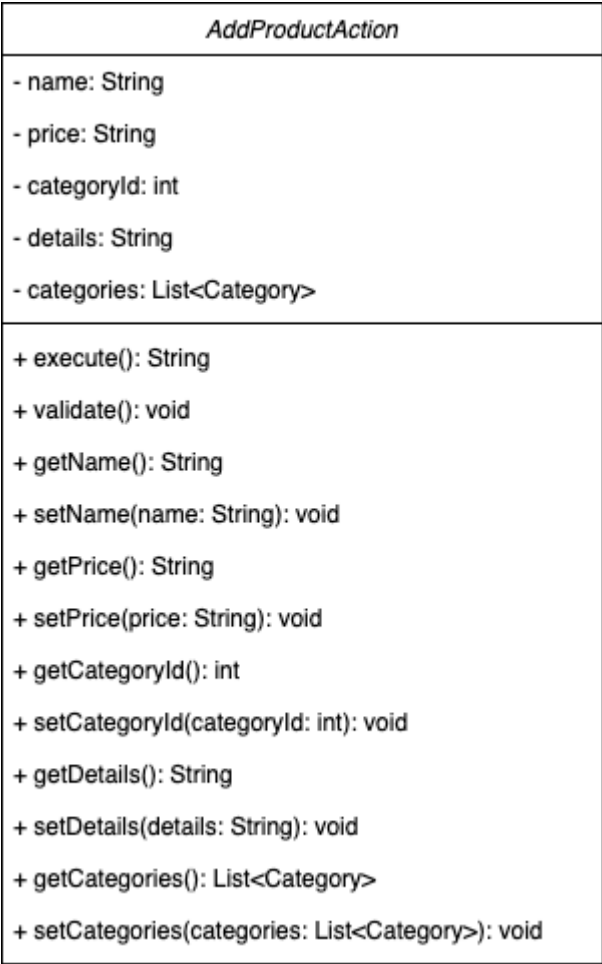 AddProductAction
- name: String
- price: String
- categoryId: int
- details: String
- categories: List<Category>
+ execute(): String
+ validate(): void
+ getName(): String
+ setName(name: String): void
+ getPrice(): String
+ setPrice(price: String): void
+ getCategoryId(): int
+ setCategoryId(categoryId: int): void
+ getDetails(): String
+ setDetails(details: String): void
+ getCategories(): List<Category>
+ setCategories(categories: List<Category>): void